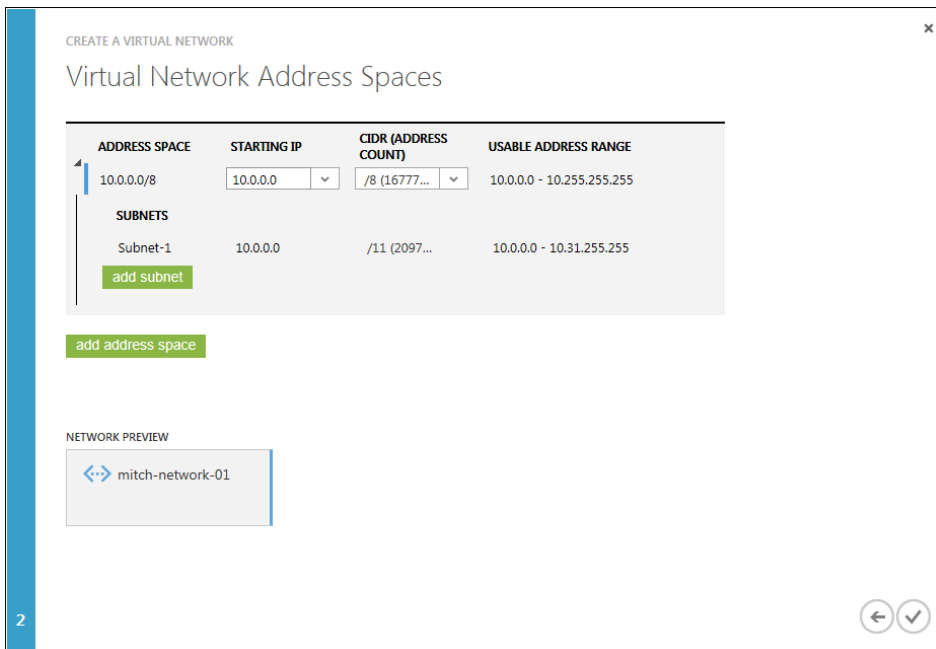 CREATE A VIRTUAL NETWORK
Virtual Network Address Spaces
ADDRESS SPACE STARTING IP CIDR (ADDRESS COUNT) USABLE ADDRESS RANGE
10.0.0.0/8 10.0.0.0 /8 (16777... 10.0.0.0 - 10.255.255.255
SUBNETS
Subnet-1 10.0.0.0 /11 (2097... 10.0.0.0 - 10.31.255.255
add subnet
add address space
NETWORK PREVIEW
mitch-network-01
2